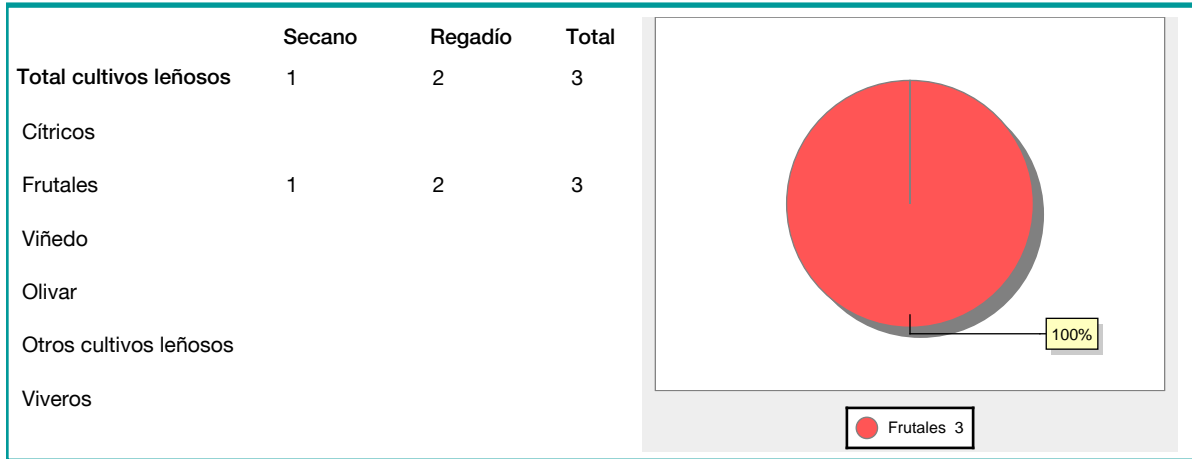 Secano Regadío Total
Total cultivos leñosos 1 2 3
Cítricos
Frutales 1 2 3
Viñedo
Olivar
Otros cultivos leñosos
Viveros
100%
Frutales 3